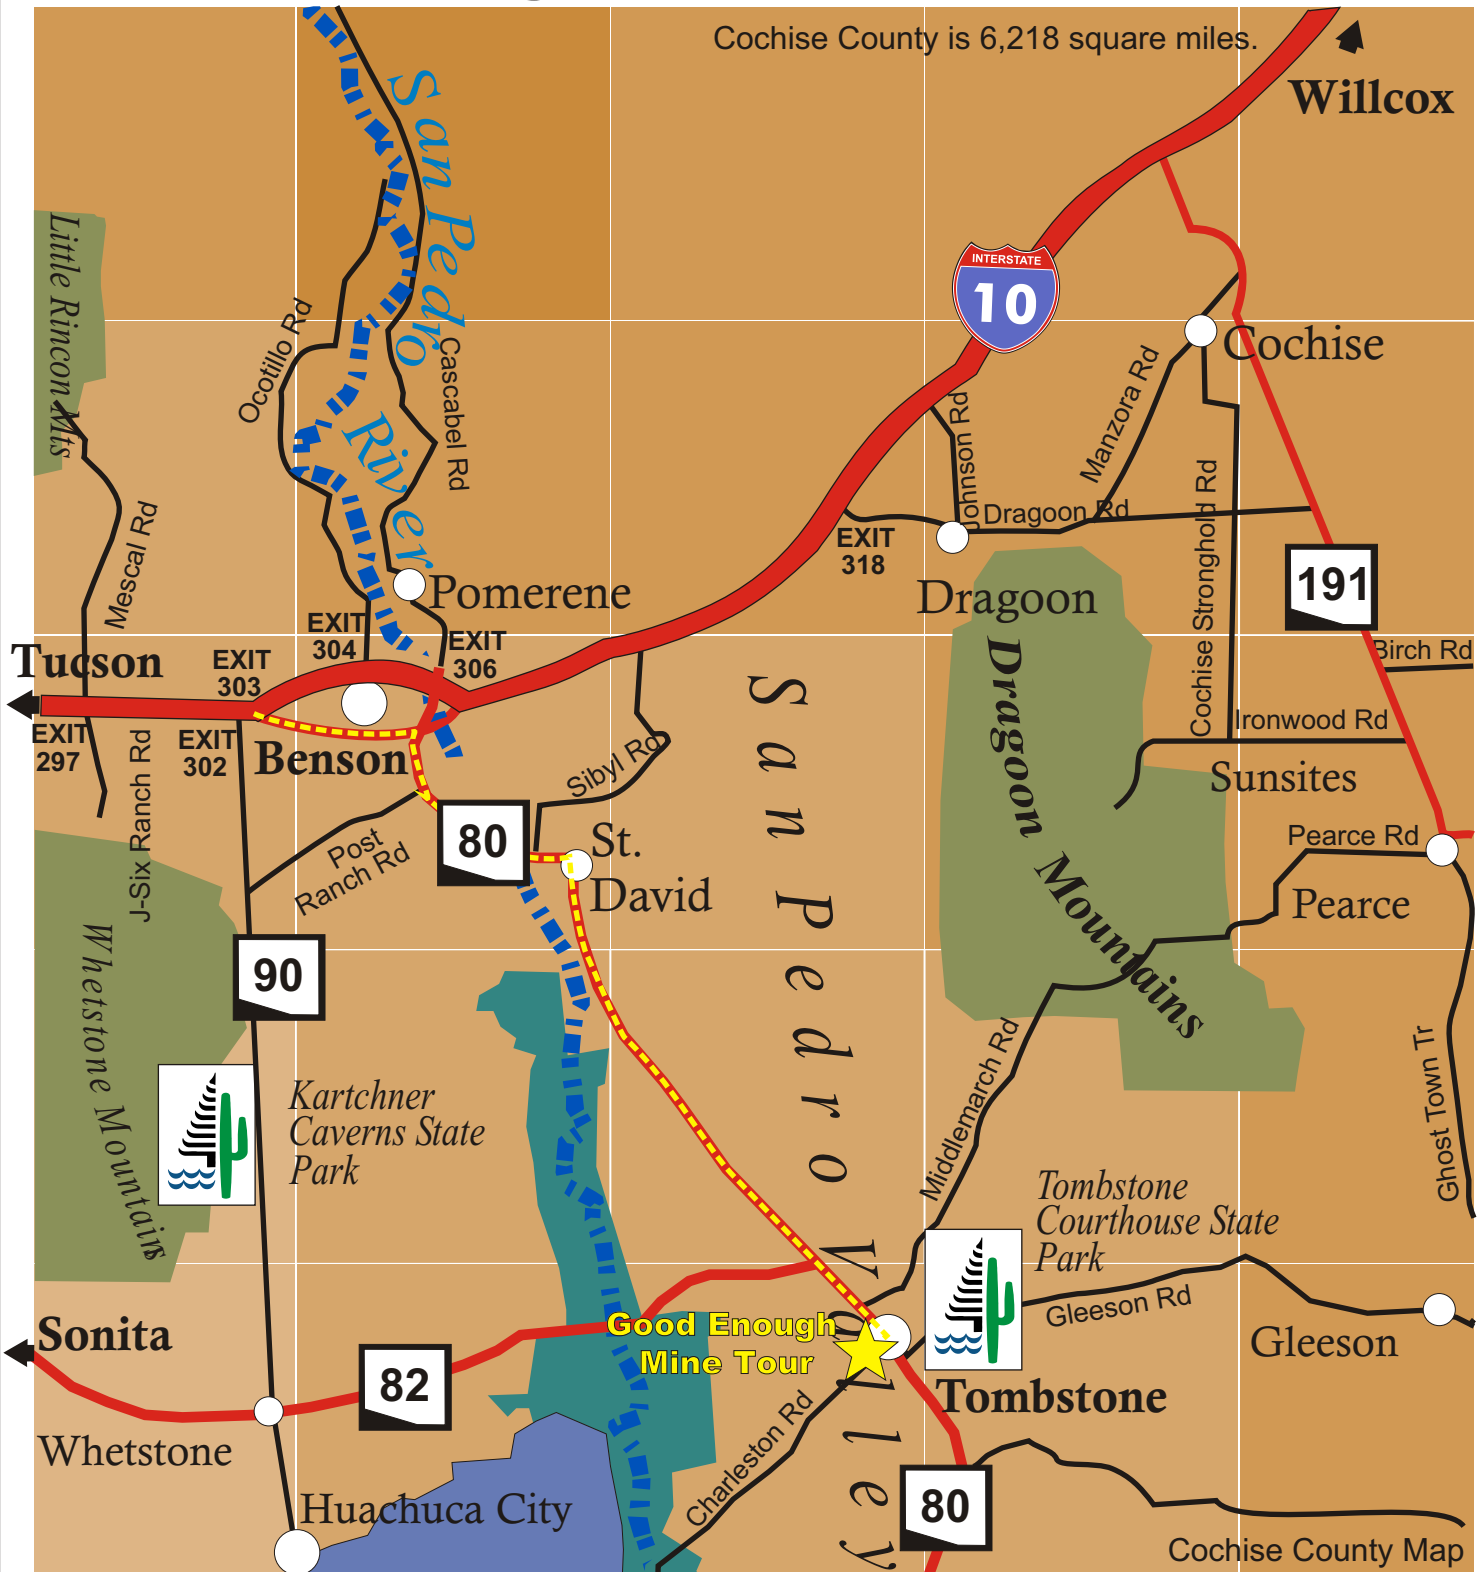 Cochise County is 6,218 square miles.
Willcox
San Pedro River
Little Rincon Mts
INTERSTATE
10
Ocotillo Rd
Cascabel Rd
Cochise
Manzora Rd
Johnson Rd
Dragoon Rd
Cochise Stronghold Rd
Mescal Rd
EXIT
318
191
Pomerene
Dragoon
EXIT
304
EXIT
306
Tucson
EXIT
303
Birch Rd
EXIT
297
EXIT
302
Benson
J-Six Ranch Rd
Sibyl Rd
Ironwood Rd
Sunsites
Dragoon Mountains
San Pedro Valley
80
St.
David
Post
Ranch Rd
Pearce Rd
Pearce
90
Whetstone Mountains
Kartchner
Caverns State
Park
Middlemarch Rd
Ghost Town Tr
Tombstone
Courthouse State
Park
Gleeson Rd
Gleeson
Good Enough
Mine Tour
Sonita
82
Tombstone
Whetstone
Charleston Rd
Huachuca City
80
Cochise County Map